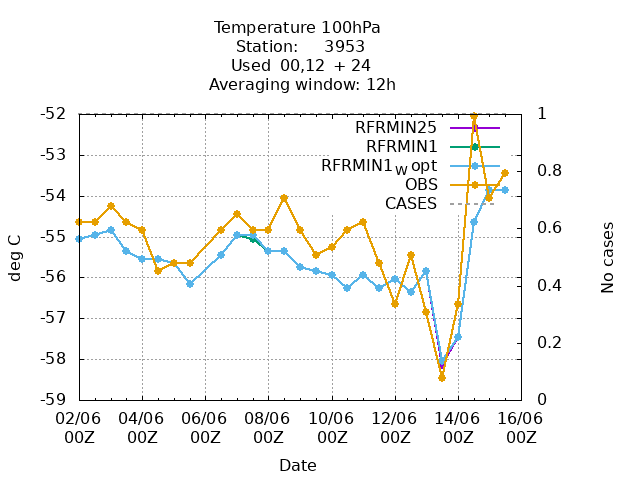 Temperature 100hPa
Station: 3953
Used 00,12 + 24
Averaging window: 12h
-52
-53
-54
-55
-56
-57
-58
-59
deg C
1
0.8
0.6
0.4
0.2
0
No cases
RFRMIN25
RFRMIN1
RFRMIN1w opt
OBS
CASES
02/06 04/06 06/06 08/06 10/06 12/06 14/06 16/06
00Z 00Z 00Z 00Z 00Z 00Z 00Z 00Z
Date